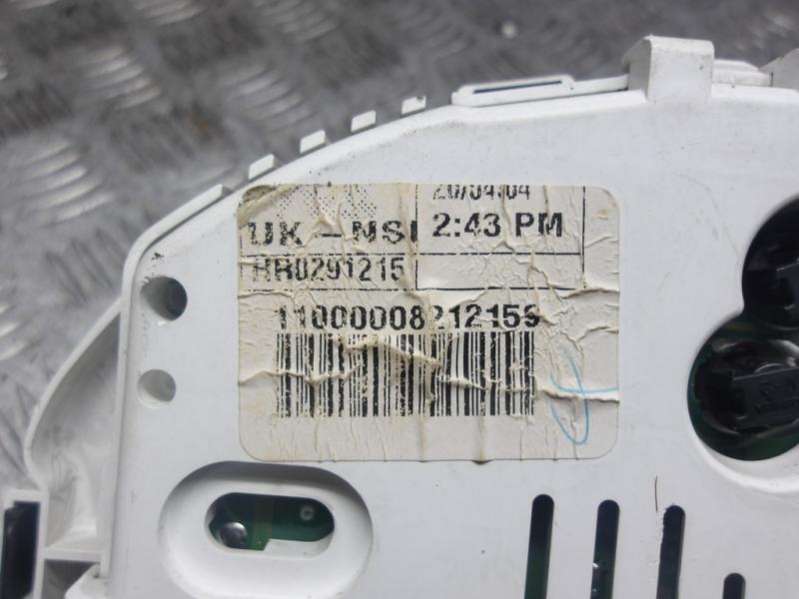 20/04/04
UK-NSI 2:43 PM
HR0291215
11000008212159